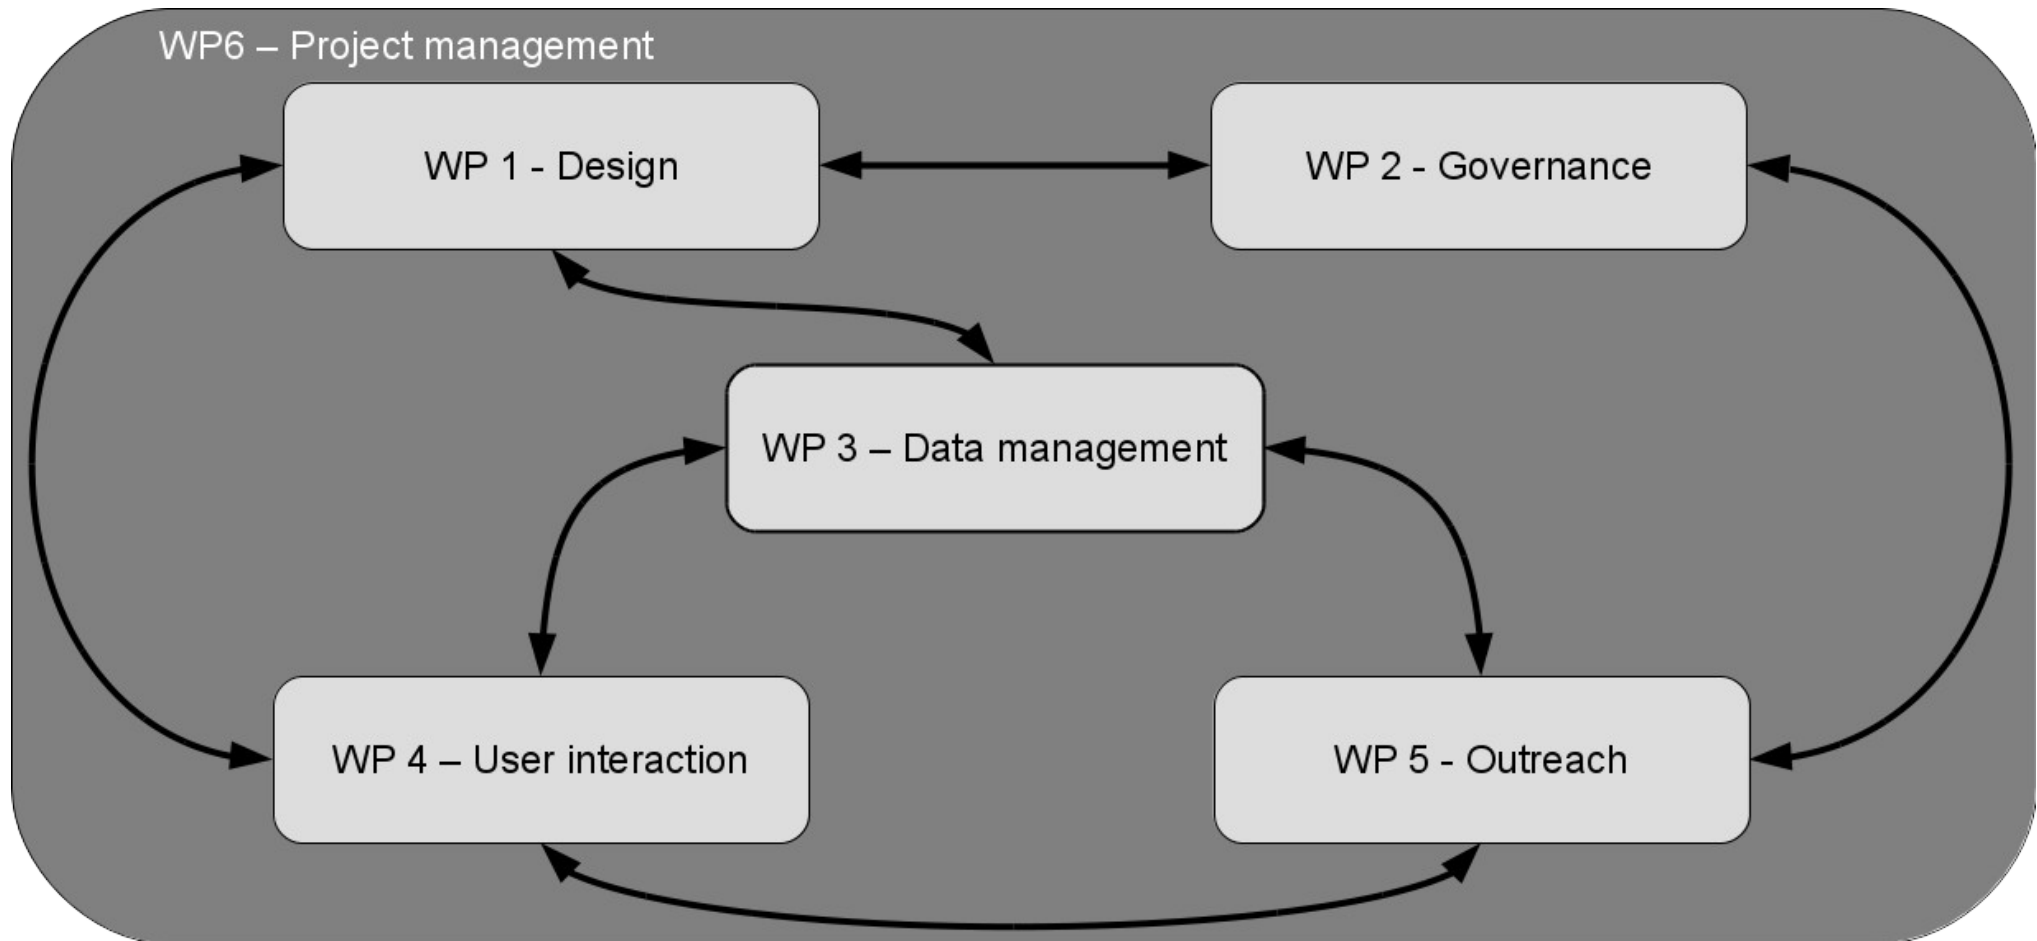 WP6 – Project management
WP 1 - Design
WP 2 - Governance
WP 3 – Data management
WP 4 – User interaction
WP 5 - Outreach